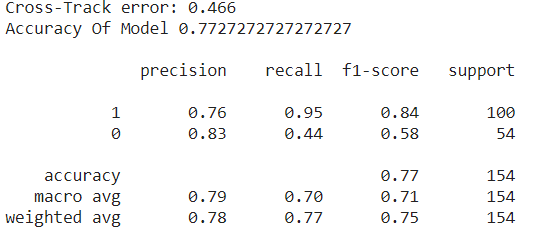 Cross-Track error: 0.466
Accuracy Of Model 0.7727272727272727
precision recall f1-score support
1 0.76 0.95 0.84 100
0 0.83 0.44 0.58 54
accuracy 0.77 154
macro avg 0.79 0.70 0.71 154
weighted avg 0.78 0.77 0.75 154